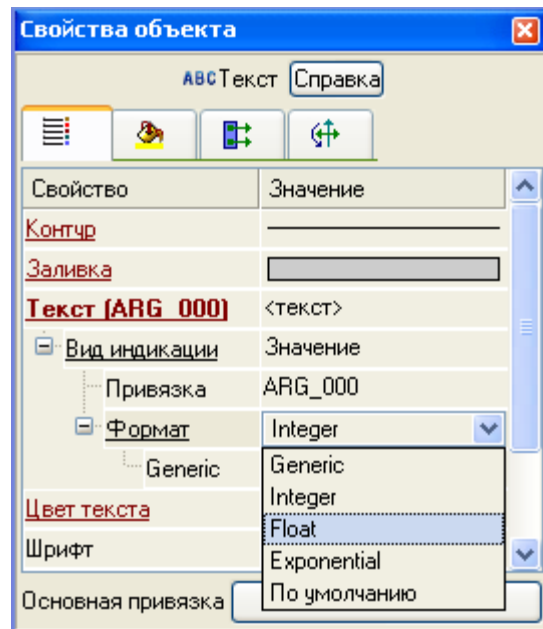 Свойства объекта
ABCТекст Справка
Свойство Значение
Контур
Заливка
Текст (ARG_000) <текст>
Вид индикации Значение
Привязка ARG_000
Формат Integer
Generic Generic
Integer
Цвет текста
Float
Шрифт
Exponential
Основная привязка По умолчанию